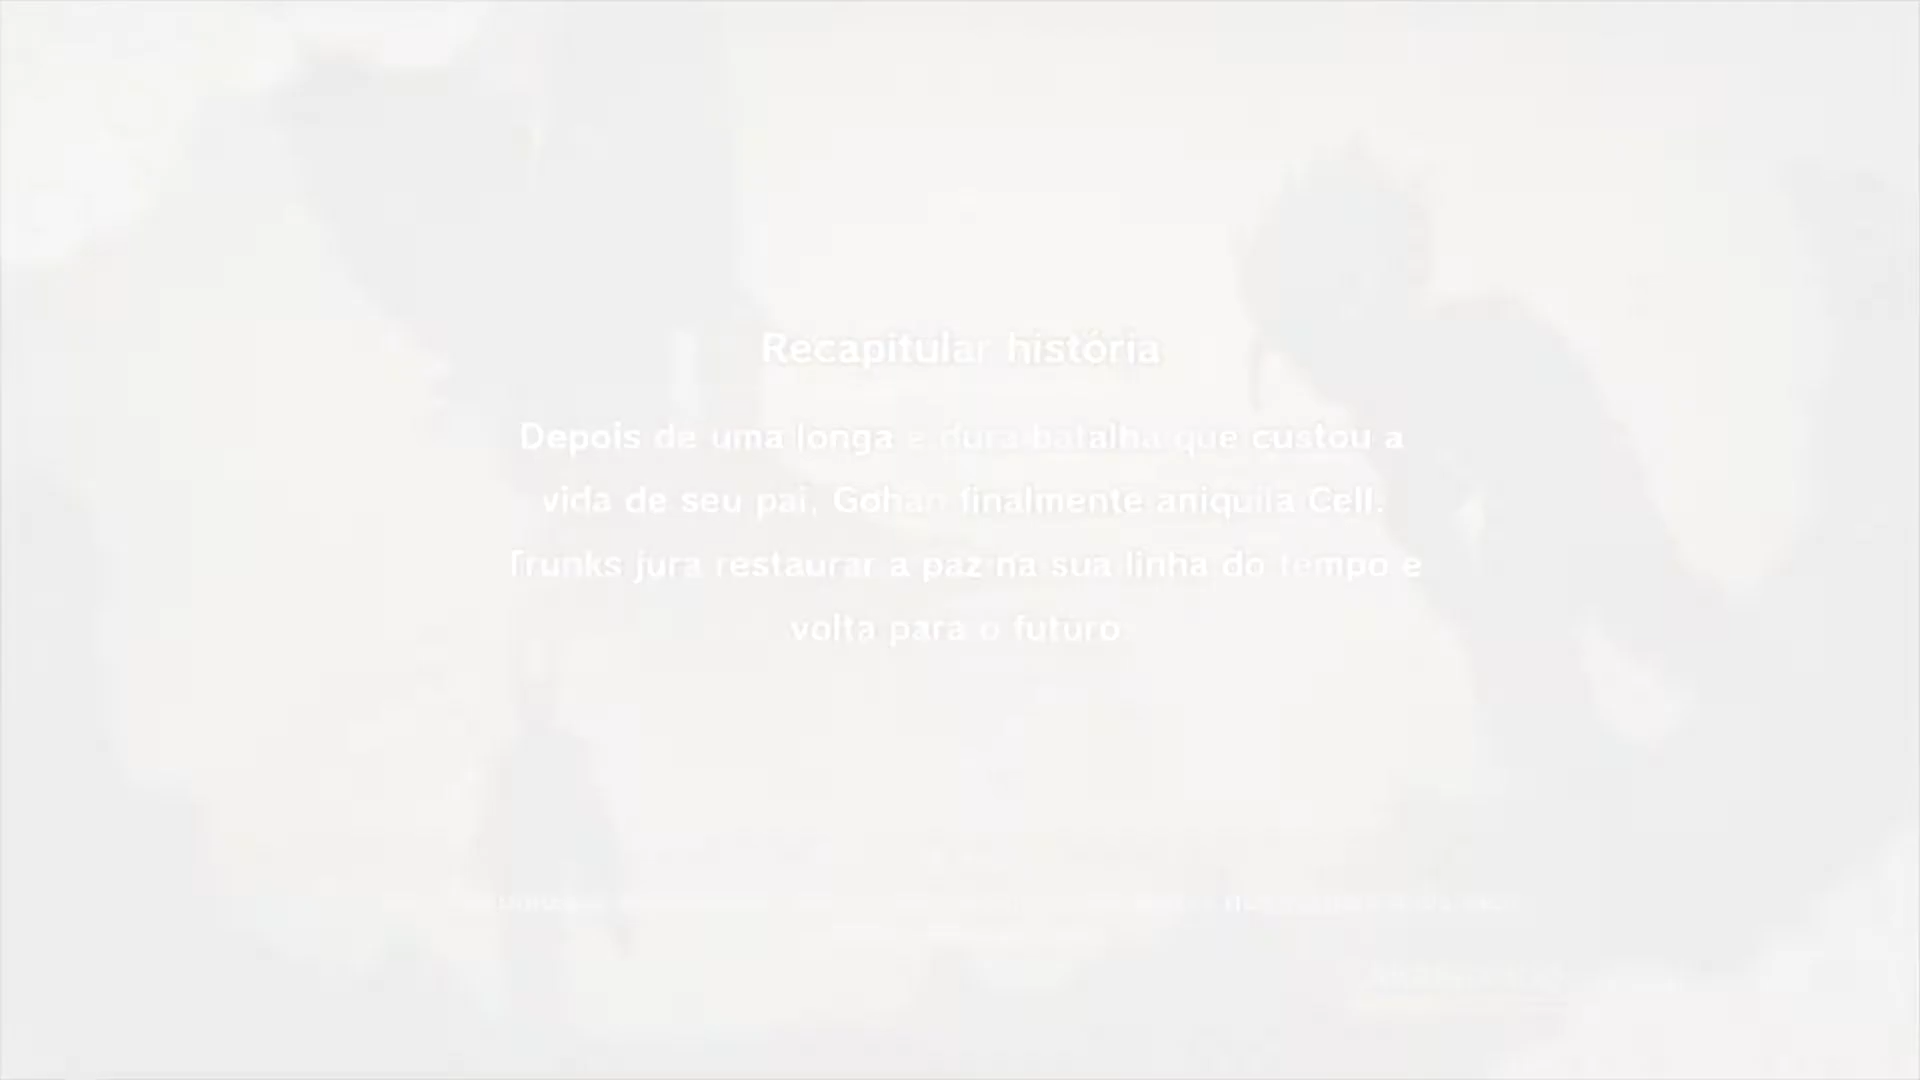 Recapitular história
Depois de uma longa e dura batalha que custou a
vida de seu pai, Gohan finalmente aniquila Cell.
Trunks jura restaurar a paz na sua linha do tempo e
volta para o futuro.